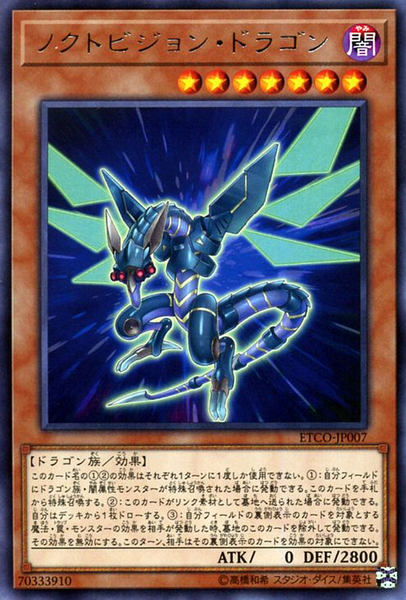 ノクトビジョン・ドラゴン
闇
やみ
ETCO-JP007
【ドラゴン族／効果】
このカード名の①②の効果はそれぞれ1ターンに1度しか使用できない。①：自分フィールド
にドラゴン族・闇属性モンスターが特殊召喚された場合に発動できる。このカードを手札
から特殊召喚する。②：このカードがリンク素材として墓地へ送られた場合に発動できる。
自分はデッキから1枚ドローする。③：自分フィールドの裏側表示のカードを対象とする
魔法・罠・モンスターの効果を相手が発動した時、墓地のこのカードを除外して発動できる。
その効果を無効にする。このターン、相手はその裏側表示のカードを効果の対象にできない。
ATK/ 0 DEF/2800
70333910
©高橋和希 スタジオ・ダイス/集英社